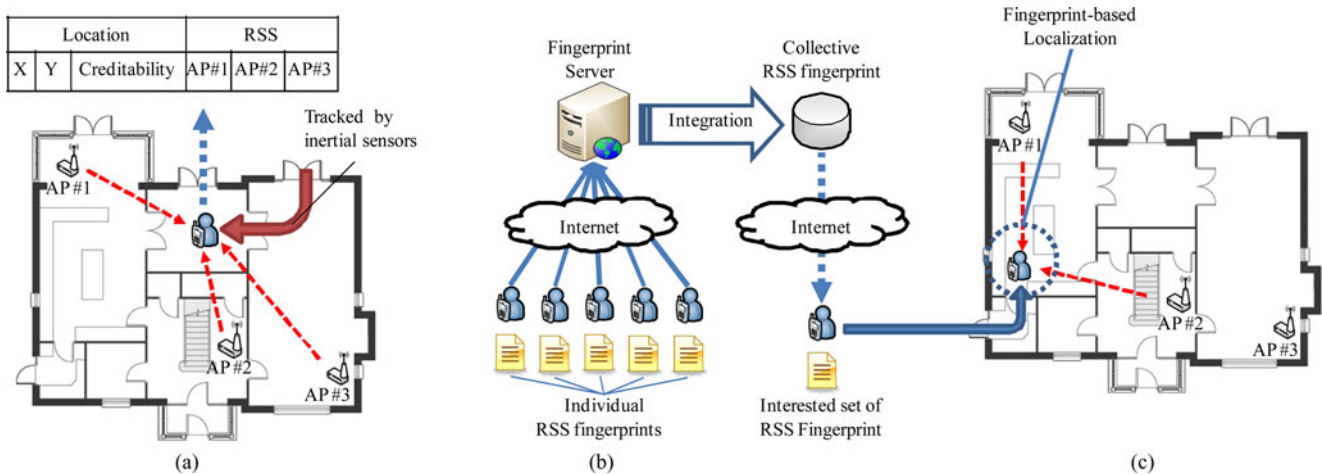 Location RSS
X Y Creditability AP#1 AP#2 AP#3
Tracked by
inertial sensors
AP #1
AP #2
AP #3
(a)
Fingerprint
Server
Collective
RSS fingerprint
Integration
Internet
Internet
Individual
RSS fingerprints
Interested set of
RSS Fingerprint
(b)
Fingerprint-based
Localization
AP #1
AP #2
AP #3
(c)